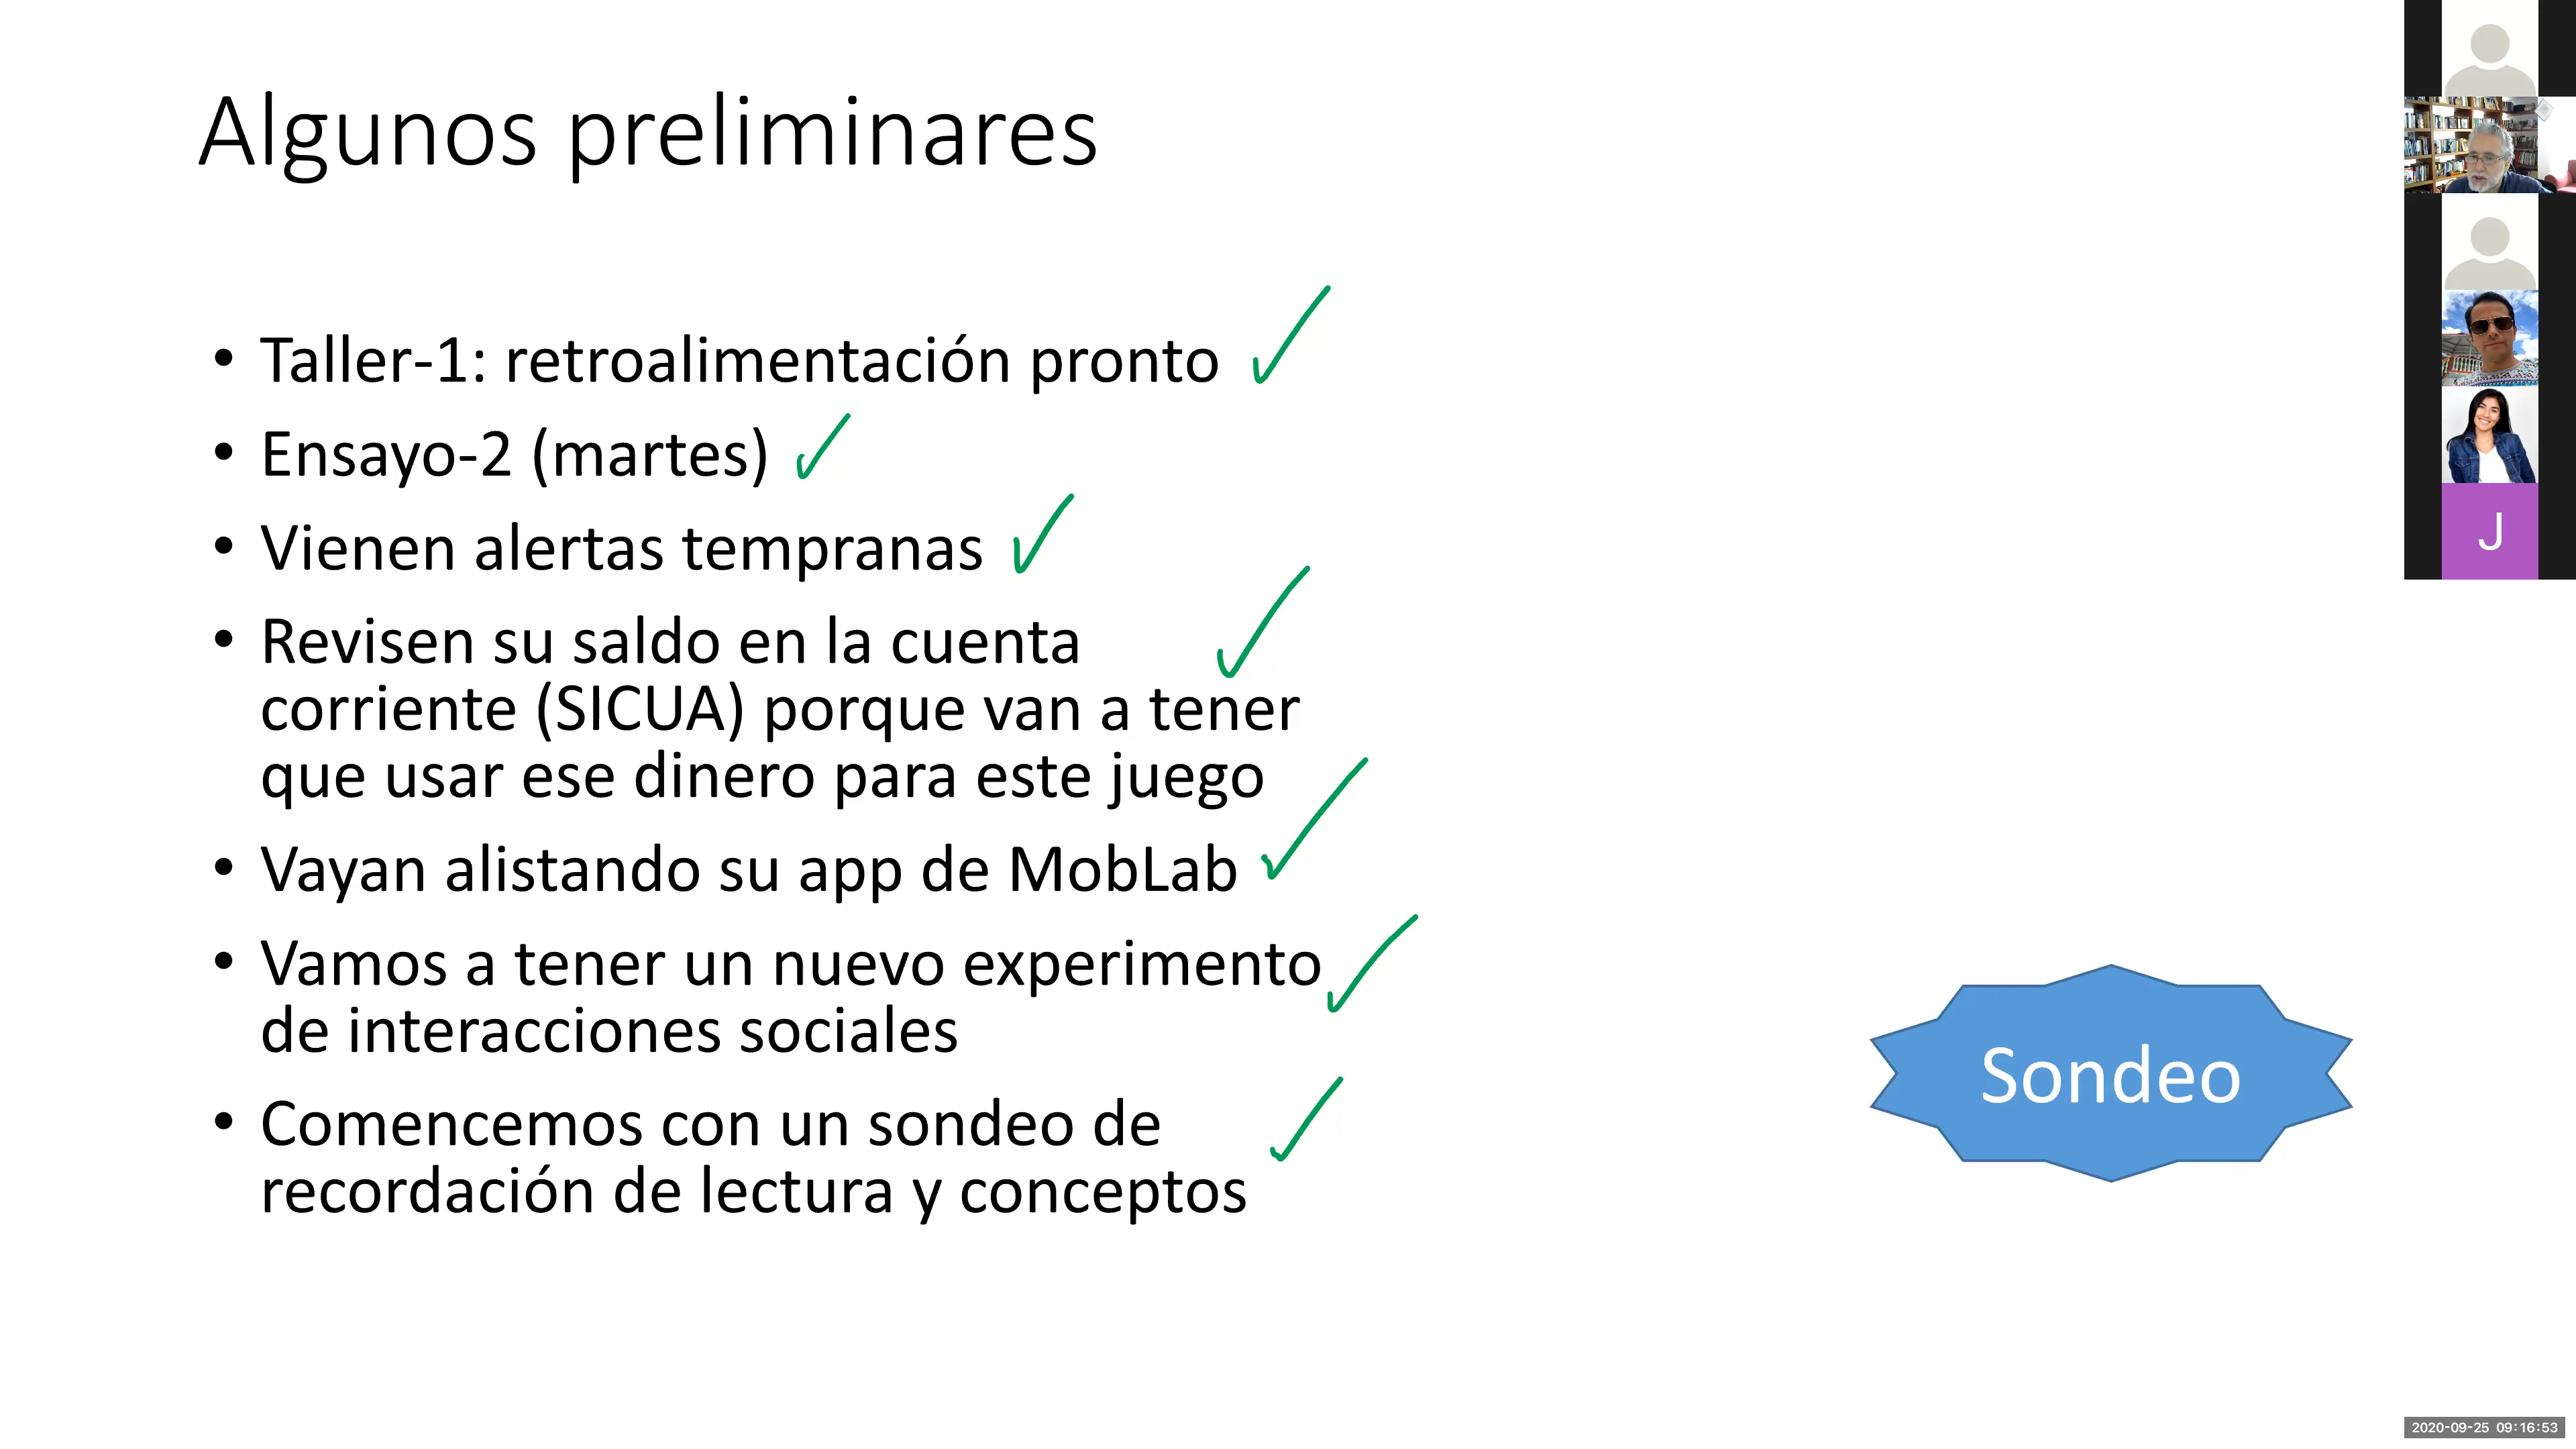 Algunos preliminares
• Taller-1: retroalimentación pronto
• Ensayo-2 (martes)
• Vienen alertas tempranas
• Revisen su saldo en la cuenta
corriente (SICUA) porque van a tener
que usar ese dinero para este juego
• Vayan alistando su app de MobLab
• Vamos a tener un nuevo experimento
de interacciones sociales
• Comencemos con un sondeo de
recordación de lectura y conceptos
Sondeo
J
2020-09-25 09:16:53